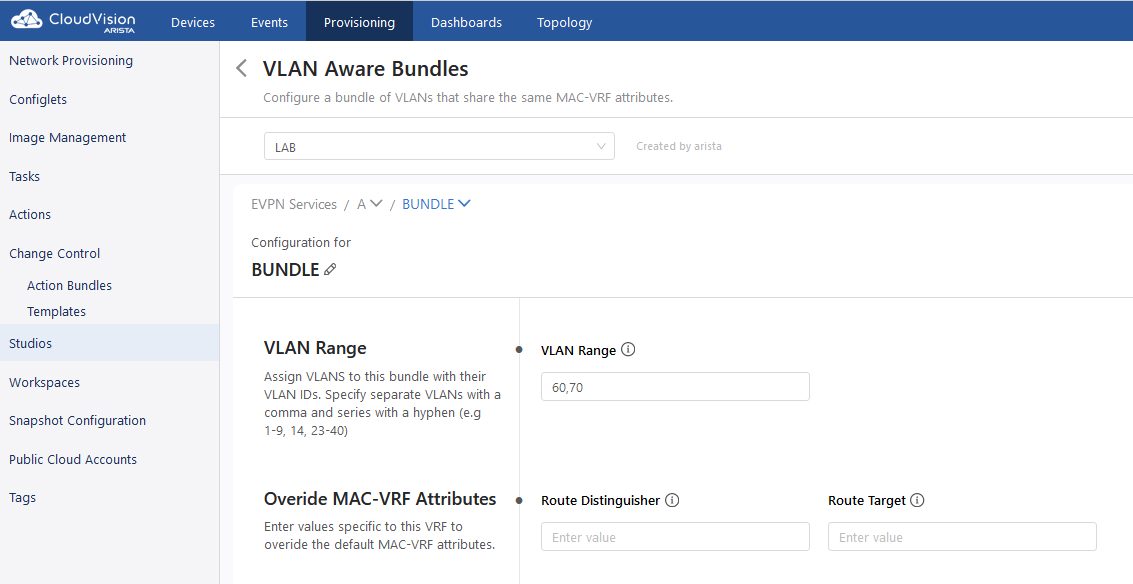 CloudVision
ARISTA
Devices Events Provisioning Dashboards Topology
Network Provisioning
Configlets
Image Management
Tasks
Actions
Change Control
Action Bundles
Templates
Studios
Workspaces
Snapshot Configuration
Public Cloud Accounts
Tags
VLAN Aware Bundles
Configure a bundle of VLANs that share the same MAC-VRF attributes.
LAB Created by arista
EVPN Services / A / BUNDLE
Configuration for
BUNDLE
VLAN Range
Assign VLANS to this bundle with their
VLAN IDs. Specify separate VLANs with a
comma and series with a hyphen (e.g
1-9, 14, 23-40)
VLAN Range
60,70
Overide MAC-VRF Attributes
Enter values specific to this VRF to
overide the default MAC-VRF attributes.
Route Distinguisher Route Target
Enter value Enter value